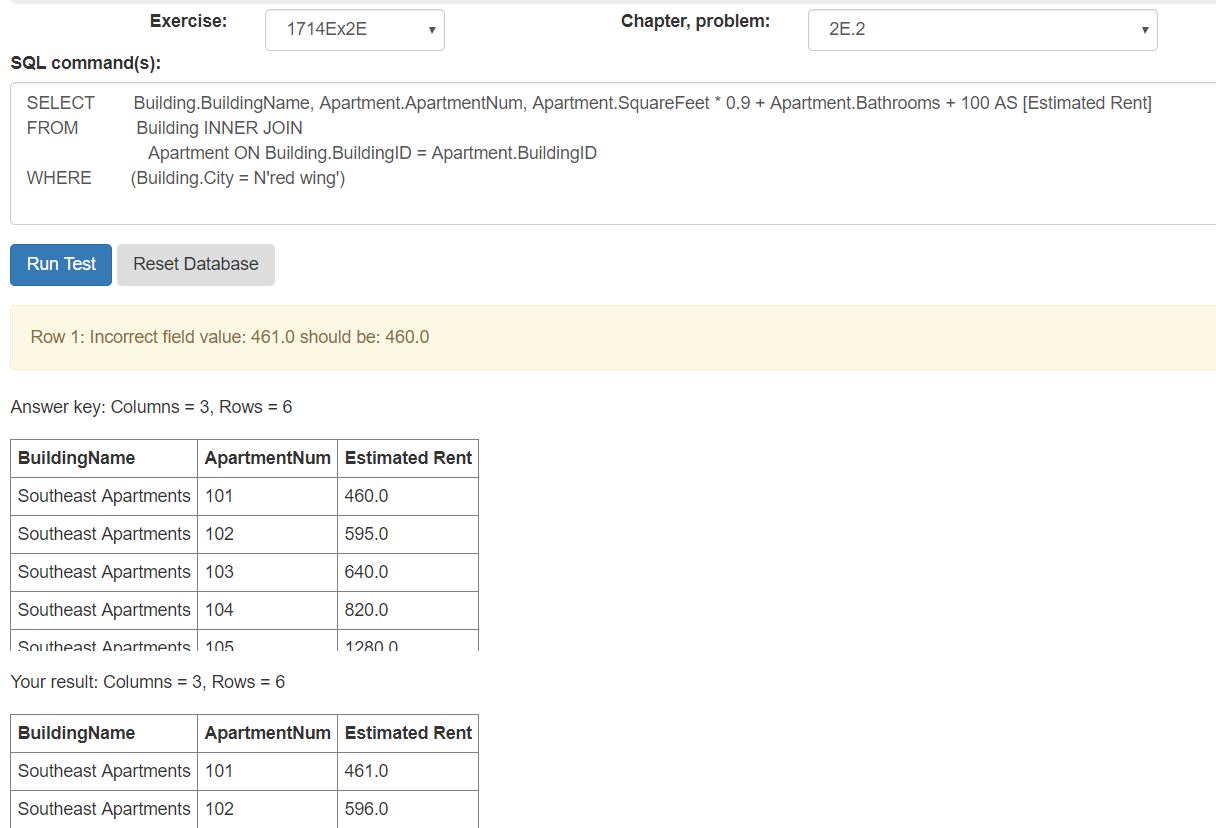 Exercise: 1714Ex2E Chapter, problem: 2E.2
SQL command(s):
SELECT Building.BuildingName, Apartment.ApartmentNum, Apartment.SquareFeet * 0.9 + Apartment.Bathrooms + 100 AS [Estimated Rent]
FROM Building INNER JOIN
Apartment ON Building.BuildingID = Apartment.BuildingID
WHERE (Building.City = N'red wing')
Run Test Reset Database
Row 1: Incorrect field value: 461.0 should be: 460.0
Answer key: Columns = 3, Rows = 6
BuildingName ApartmentNum Estimated Rent
Southeast Apartments 101 460.0
Southeast Apartments 102 595.0
Southeast Apartments 103 640.0
Southeast Apartments 104 820.0
Southeast Apartments 105 1280.0
Your result: Columns = 3, Rows = 6
BuildingName ApartmentNum Estimated Rent
Southeast Apartments 101 461.0
Southeast Apartments 102 596.0